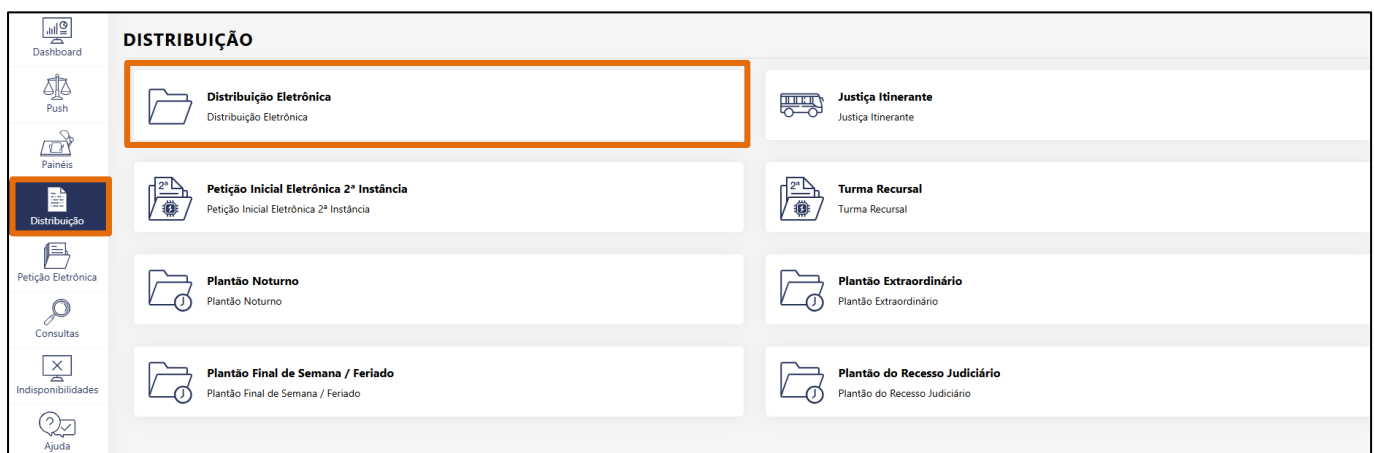 Dashboard
Push
Painéis
Distribuição
Petição Eletrônica
Consultas
Indisponibilidades
Ajuda
DISTRIBUIÇÃO
Distribuição Eletrônica
Distribuição Eletrônica
Justiça Itinerante
Justiça Itinerante
2ª
Petição Inicial Eletrônica 2ª Instância
Petição Inicial Eletrônica 2ª Instância
2ª
Turma Recursal
Turma Recursal
Plantão Noturno
Plantão Noturno
Plantão Extraordinário
Plantão Extraordinário
Plantão Final de Semana / Feriado
Plantão Final de Semana / Feriado
Plantão do Recesso Judiciário
Plantão do Recesso Judiciário